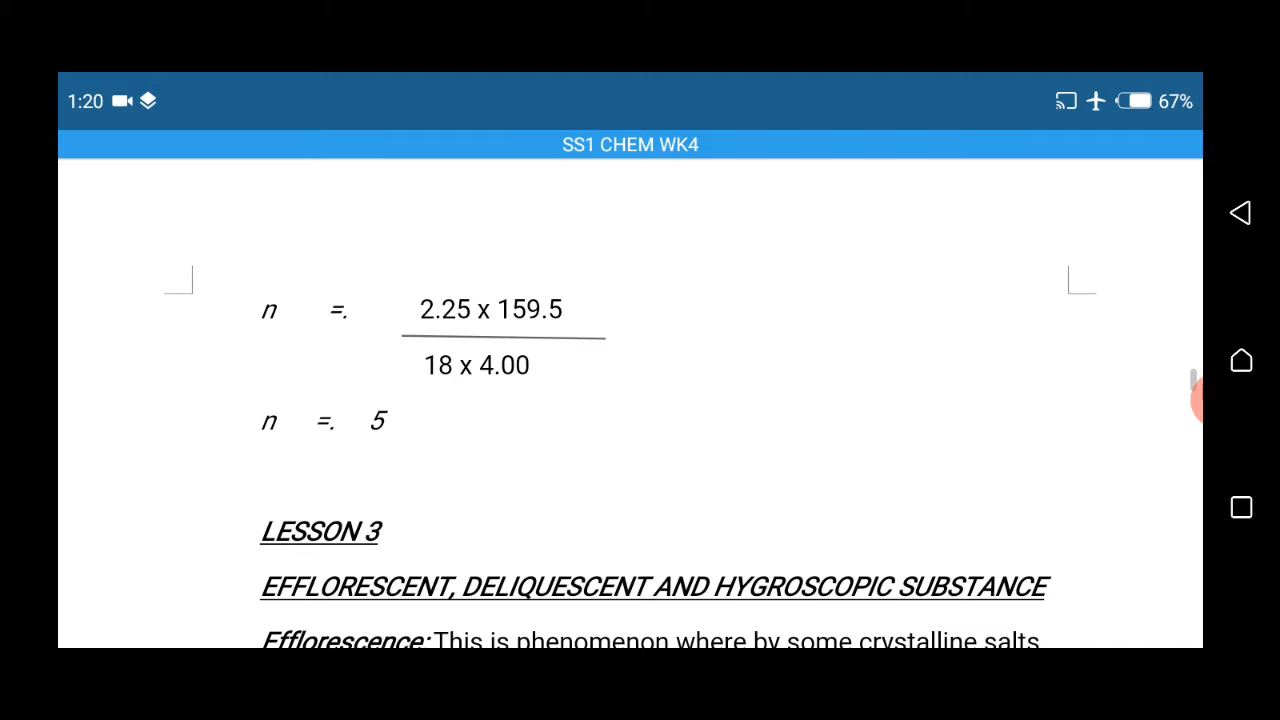 1:20
67%
SS1 CHEM WK4
n =. 2.25 x 159.5
18 x 4.00
n =. 5
LESSON 3
EFFLORESCENT, DELIQUESCENT AND HYGROSCOPIC SUBSTANCE
Efflorescence: This is phenomenon where by some crystalline salts